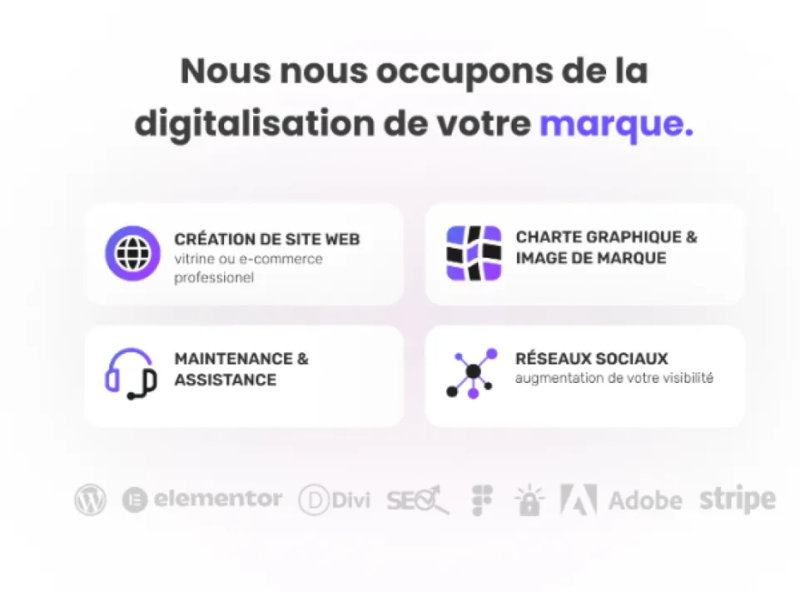 Nous nous occupons de la
digitalisation de votre marque.
CRÉATION DE SITE WEB
vitrine ou e-commerce
professionel
CHARTE GRAPHIQUE &
IMAGE DE MARQUE
MAINTENANCE &
ASSISTANCE
RÉSEAUX SOCIAUX
augmentation de votre visibilité
elementor Divi SEO Adobe stripe